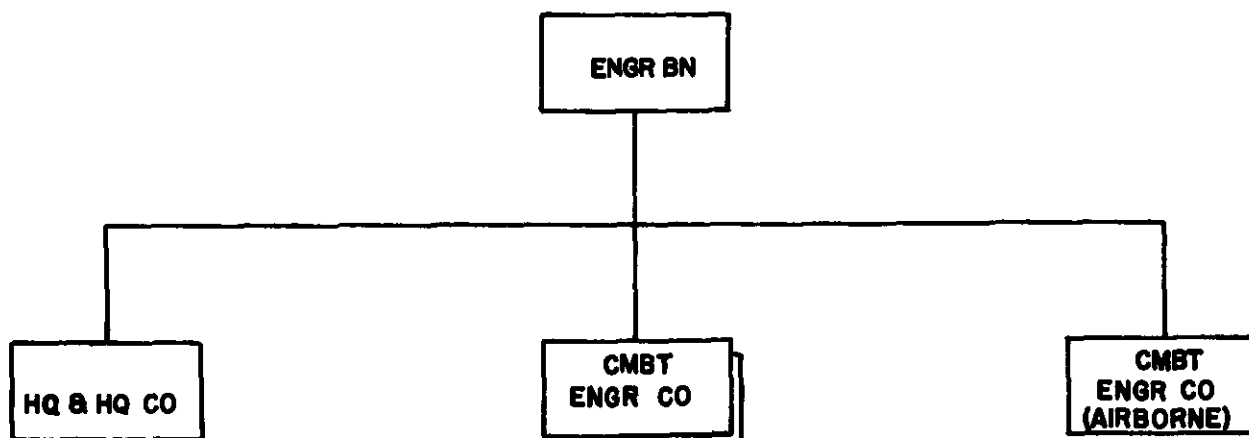 ENGR BN
HQ & HQ CO
CMBT
ENGR CO
CMBT
ENGR CO
(AIRBORNE)